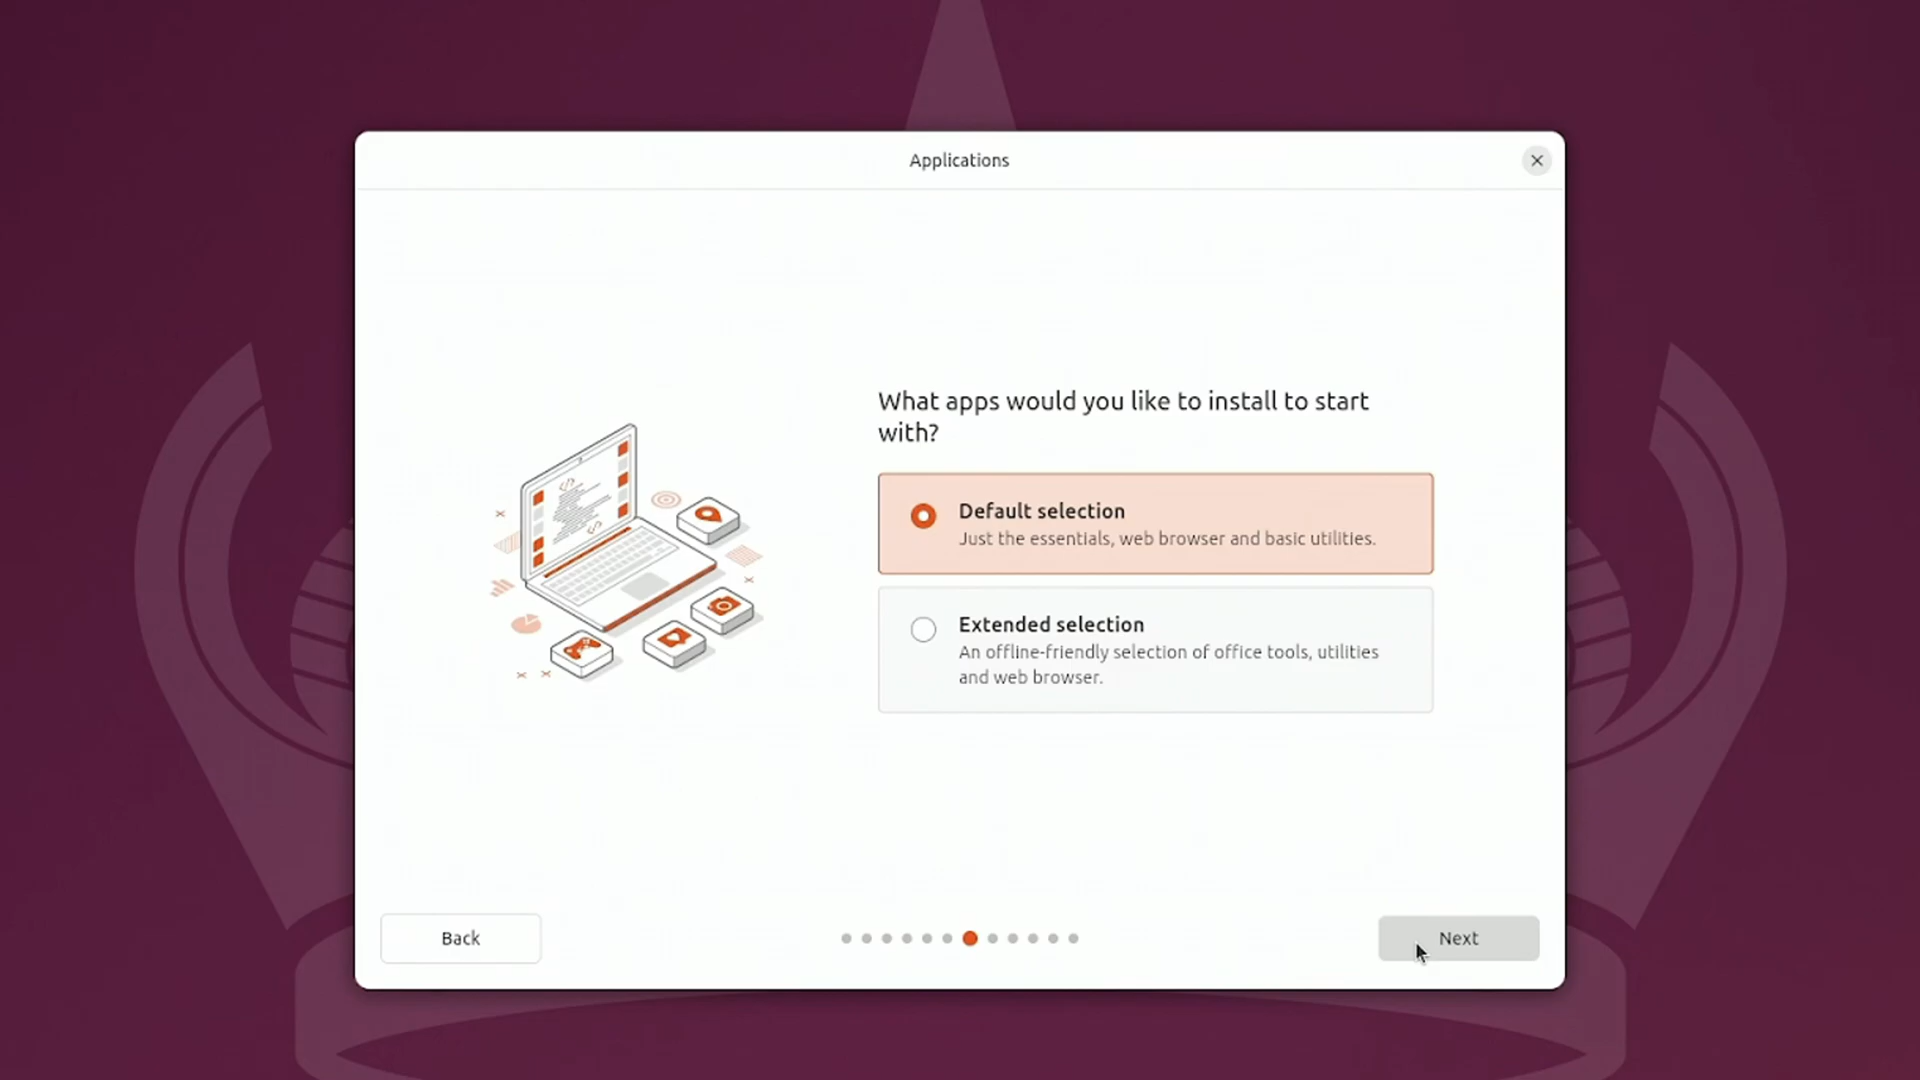 Applications
What apps would you like to install to start
with?
Default selection
Just the essentials, web browser and basic utilities.
Extended selection
An offline-friendly selection of office tools, utilities
and web browser.
Back
Next